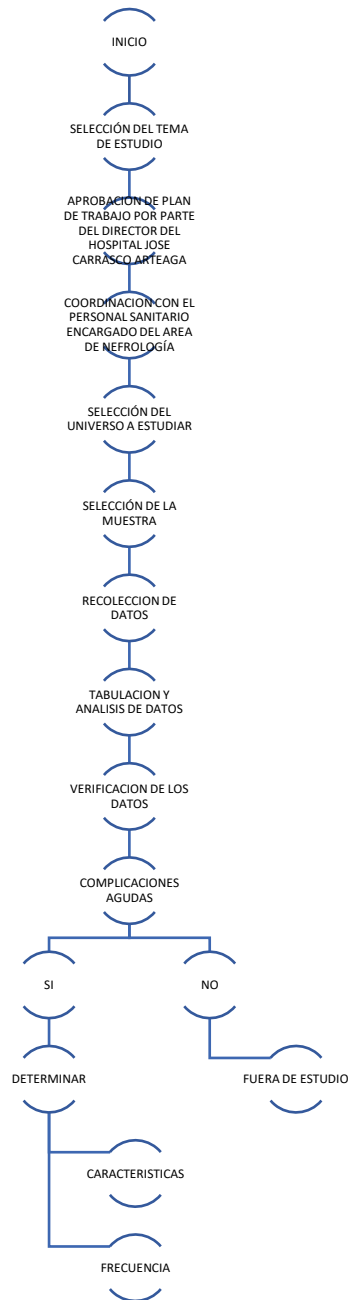 INICIO
SELECCIÓN DEL TEMA
DE ESTUDIO
APROBACION DE PLAN
DE TRABAJO POR PARTE
DEL DIRECTOR DEL
HOSPITAL JOSE
CARRASCO ARTEAGA
COORDINACION CON EL
PERSONAL SANITARIO
ENCARGADO DEL AREA
DE NEFROLOGÍA
SELECCIÓN DEL
UNIVERSO A ESTUDIAR
SELECCIÓN DE LA
MUESTRA
RECOLECCION DE
DATOS
TABULACION Y
ANALISIS DE DATOS
VERIFICACION DE LOS
DATOS
COMPLICACIONES
AGUDAS
SI
NO
DETERMINAR
FUERA DE ESTUDIO
CARACTERISTICAS
FRECUENCIA